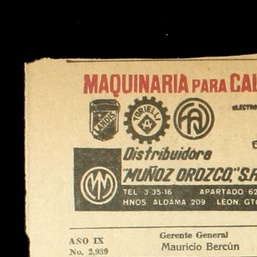 MAQUINARIA PARA CAL
LANDIS
TORIELLI
Distribuidora
"MUÑOZ OROZCO," S.R
TEL 3-35-16 APARTADO 62
HNOS. ALDAMA 209 LEON, GTO
AÑO IX
No. 2,939
Gerente General
Mauricio Bercún